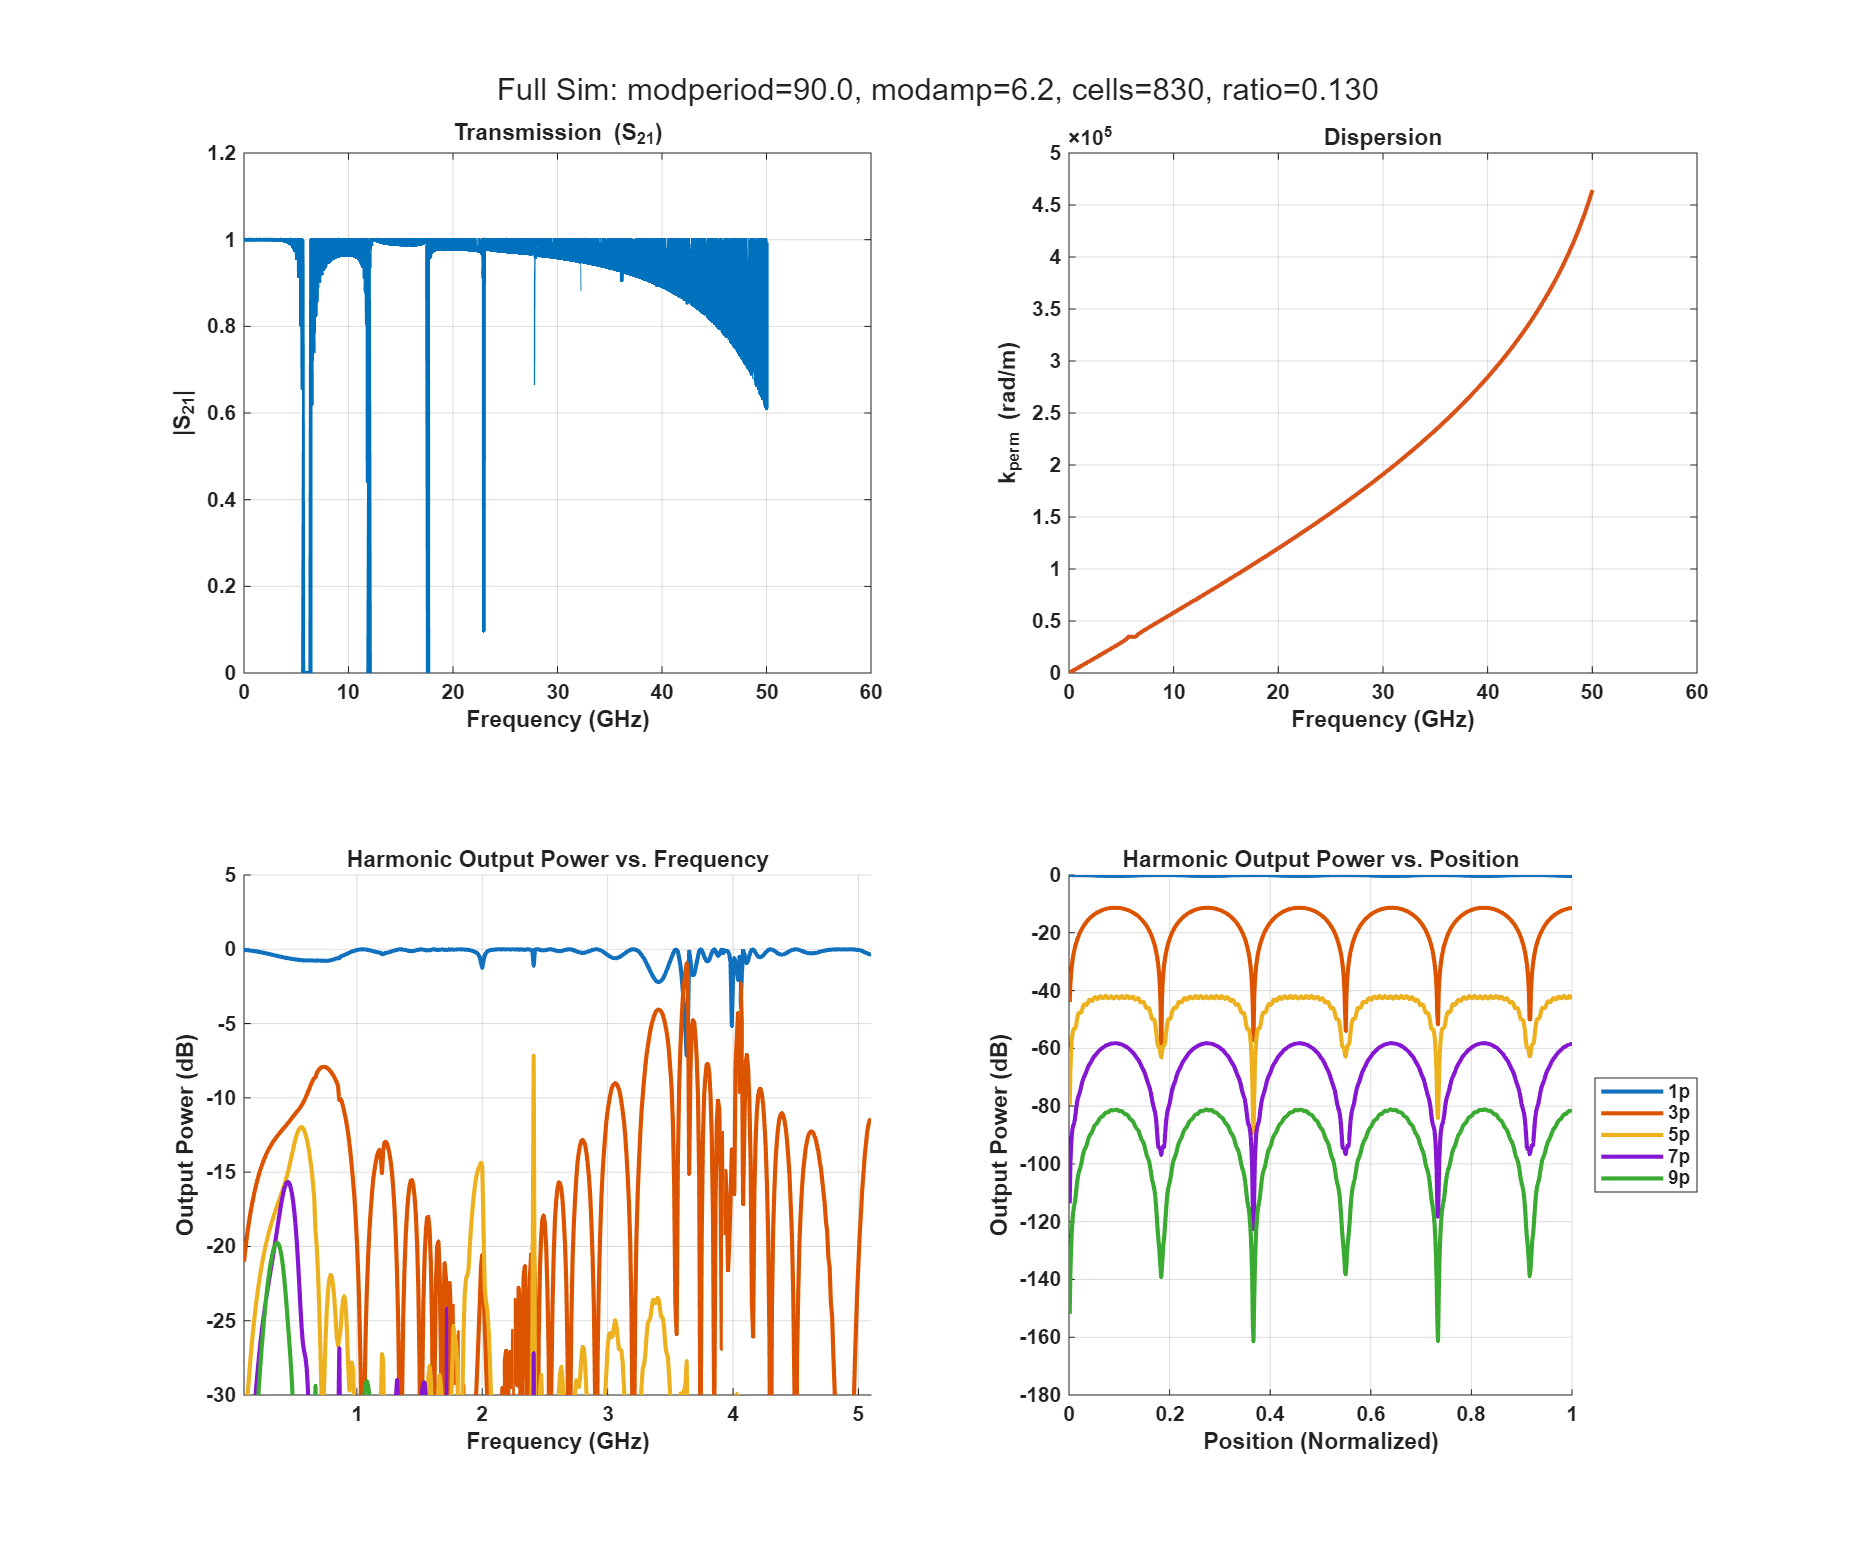 Full Sim: modperiod=90.0, modamp=6.2, cells=830, ratio=0.130
Transmission (S21)
1.2
1
0.8
0.6
0.4
0.2
0
|S21|
0 10 20 30 40 50 60
Frequency (GHz)
×10^5
Dispersion
5
4.5
4
3.5
3
2.5
2
1.5
1
0.5
0
kperm (rad/m)
0 10 20 30 40 50 60
Frequency (GHz)
Harmonic Output Power vs. Frequency
5
0
-5
-10
-15
-20
-25
-30
Output Power (dB)
1 2 3 4 5
Frequency (GHz)
Harmonic Output Power vs. Position
0
-20
-40
-60
-80
-100
-120
-140
-160
-180
Output Power (dB)
0 0.2 0.4 0.6 0.8 1
Position (Normalized)
1p
3p
5p
7p
9p